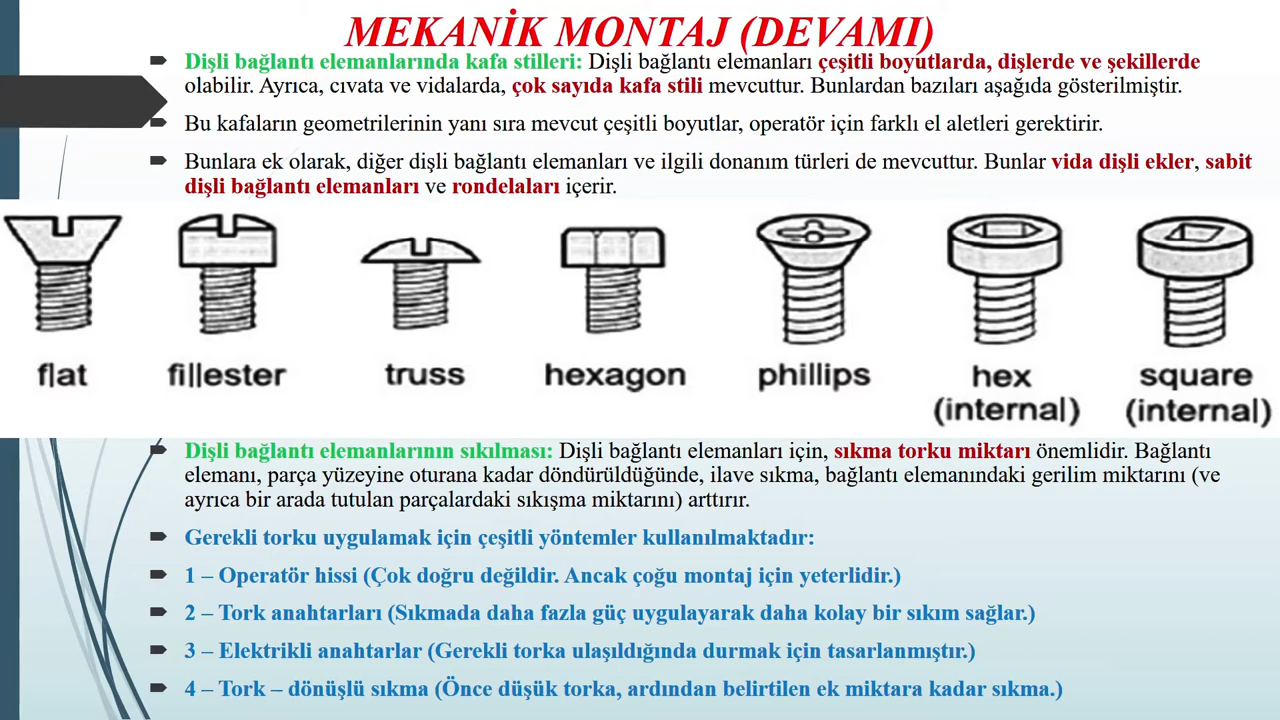 MEKANİK MONTAJ (DEVAMI)
Dişli bağlantı elemanlarında kafa stilleri: Dişli bağlantı elemanları çeşitli boyutlarda, dişlerde ve şekillerde
olabilir. Ayrıca, cıvata ve vidalarda, çok sayıda kafa stili mevcuttur. Bunlardan bazıları aşağıda gösterilmiştir.
Bu kafaların geometrilerinin yanı sıra mevcut çeşitli boyutlar, operatör için farklı el aletleri gerektirir.
Bunlara ek olarak, diğer dişli bağlantı elemanları ve ilgili donanım türleri de mevcuttur. Bunlar vida dişli ekler, sabit
dişli bağlantı elemanları ve rondelaları içerir.
flat
fillester
truss
hexagon
phillips
hex
(internal)
square
(internal)
Dişli bağlantı elemanlarının sıkılması: Dişli bağlantı elemanları için, sıkma torku miktarı önemlidir. Bağlantı
elemanı, parça yüzeyine oturana kadar döndürüldüğünde, ilave sıkma, bağlantı elemanındaki gerilim miktarını (ve
ayrıca bir arada tutulan parçalardaki sıkışma miktarını) arttırır.
Gerekli torku uygulamak için çeşitli yöntemler kullanılmaktadır:
1 – Operatör hissi (Çok doğru değildir. Ancak çoğu montaj için yeterlidir.)
2 – Tork anahtarları (Sıkmada daha fazla güç uygulayarak daha kolay bir sıkım sağlar.)
3 – Elektrikli anahtarlar (Gerekli torka ulaşıldığında durmak için tasarlanmıştır.)
4 – Tork – dönüşlü sıkma (Önce düşük torka, ardından belirtilen ek miktara kadar sıkma.)